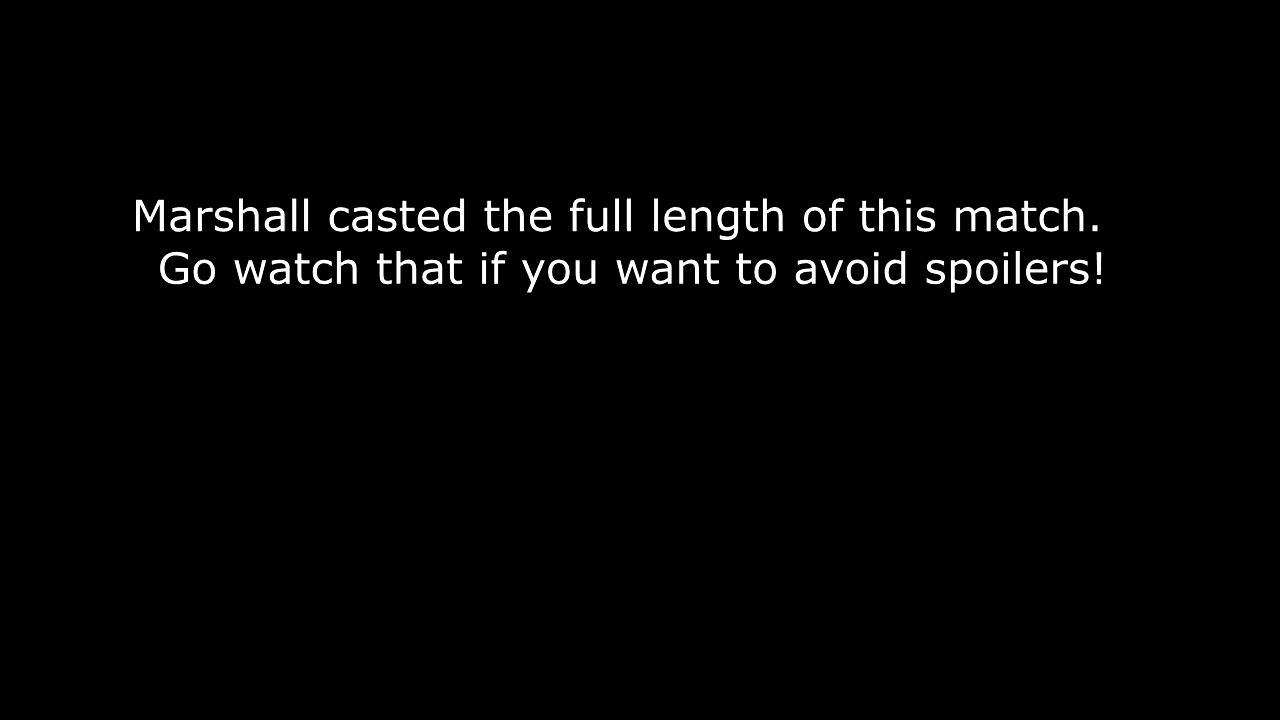 Marshall casted the full length of this match.
Go watch that if you want to avoid spoilers!